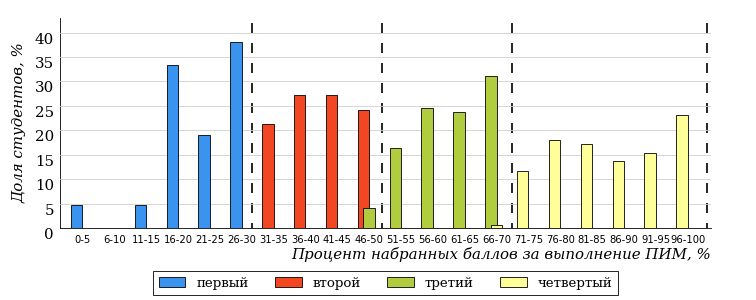 Доля студентов, %
40
35
30
25
20
15
10
5
0
0-5 6-10 11-15 16-20 21-25 26-30 31-35 36-40 41-45 46-50 51-55 56-60 61-65 66-70 71-75 76-80 81-85 86-90 91-95 96-100
Процент набранных баллов за выполнение ПИМ, %
первый второй третий четвертый